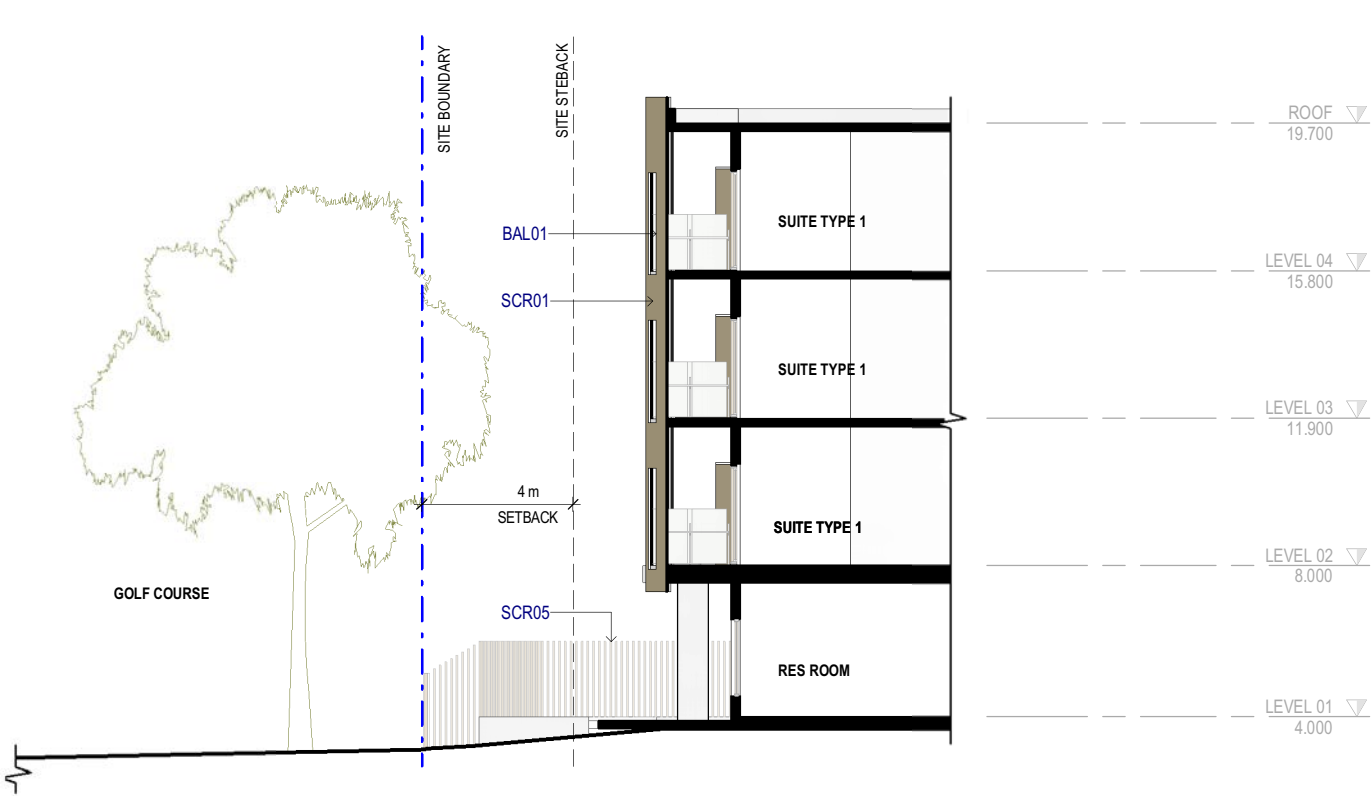 SITE BOUNDARY
SITE STEBACK
ROOF
19.700
BAL01
SUITE TYPE 1
LEVEL 04
15.800
SCR01
SUITE TYPE 1
LEVEL 03
11.900
4 m
SETBACK
SUITE TYPE 1
LEVEL 02
8.000
GOLF COURSE
SCR05
RES ROOM
LEVEL 01
4.000